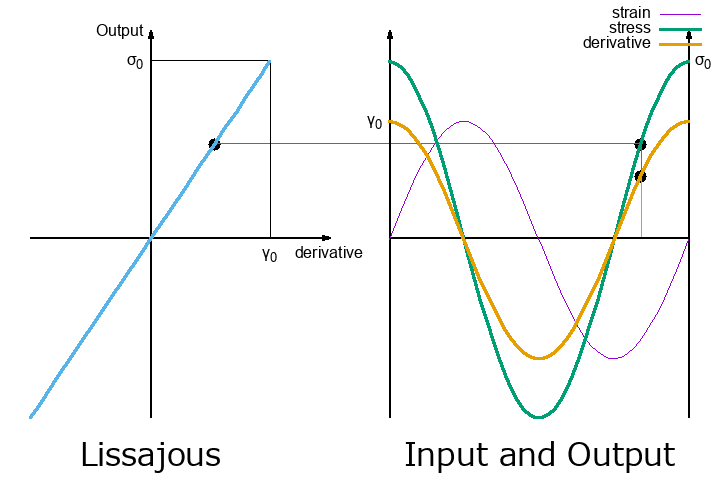 Output
σ0
γ0
derivative
Lissajous
strain
stress
derivative
σ0
γ0
Input and Output